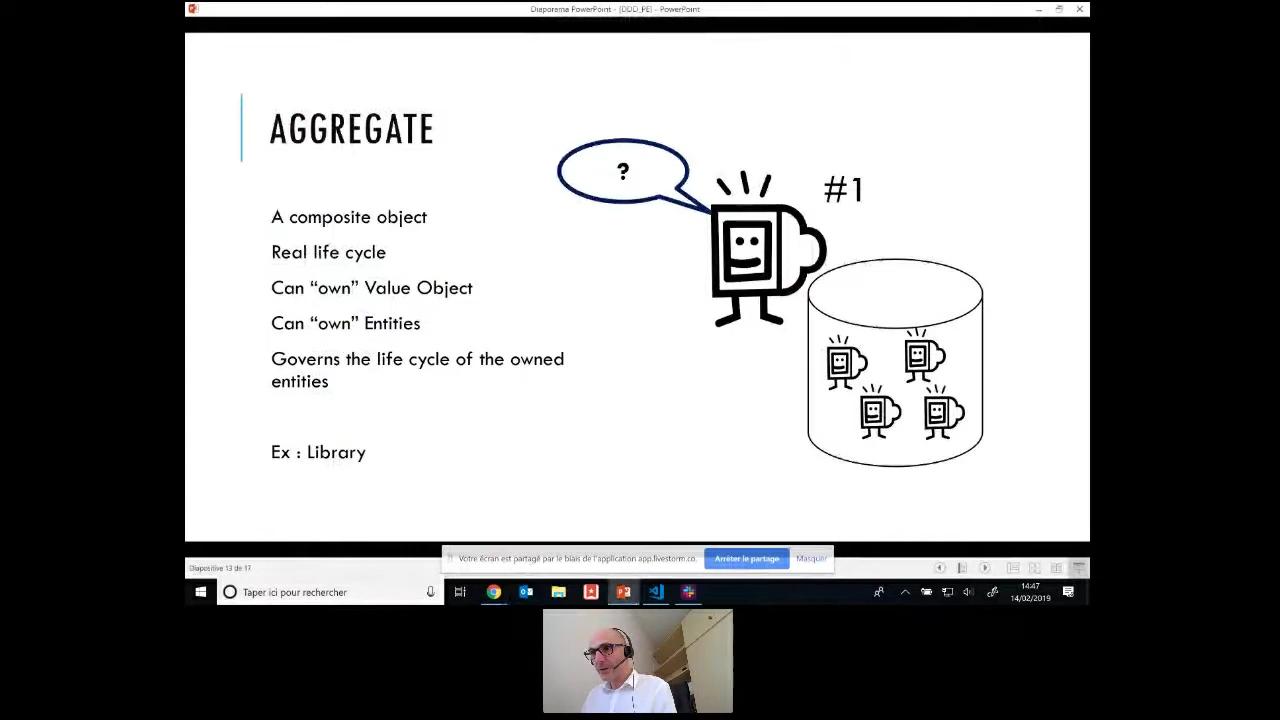 Diaporama PowerPoint - [DDD_PE] - PowerPoint
AGGREGATE
?
#1
A composite object
Real life cycle
Can “own” Value Object
Can “own” Entities
Governs the life cycle of the owned
entities
Ex : Library
Votre écran est partagé par le biais de l'application app.livestorm.co.
Arrêter le partage
Masquer
Diapositive 13 de 17
Taper ici pour rechercher
14:47
14/02/2019